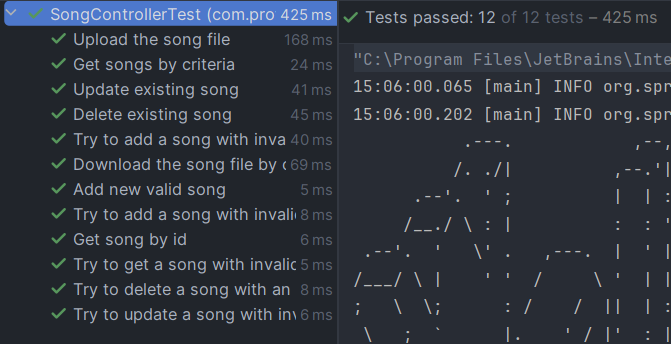 SongControllerTest (com.pro 425 ms
Upload the song file 168 ms
Get songs by criteria 24 ms
Update existing song 41 ms
Delete existing song 45 ms
Try to add a song with inva 40 ms
Download the song file by c 69 ms
Add new valid song 5 ms
Try to add a song with invalid 8 ms
Get song by id 6 ms
Try to get a song with invalid 5 ms
Try to delete a song with an 8 ms
Try to update a song with inv 6 ms
Tests passed: 12 of 12 tests – 425 ms
"C:\Program Files\JetBrains\Inte
15:06:00.065 [main] INFO org.spr
15:06:00.202 [main] INFO org.spr